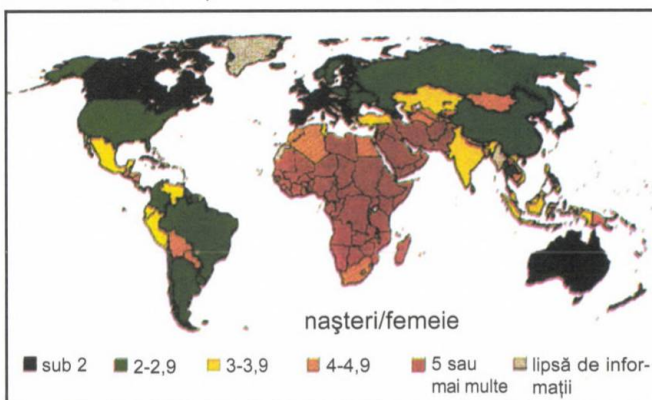 naşteri/femeie
sub 2 2-2,9 3-3,9 4-4,9 5 sau lipsă de infor-
mai multe maţii